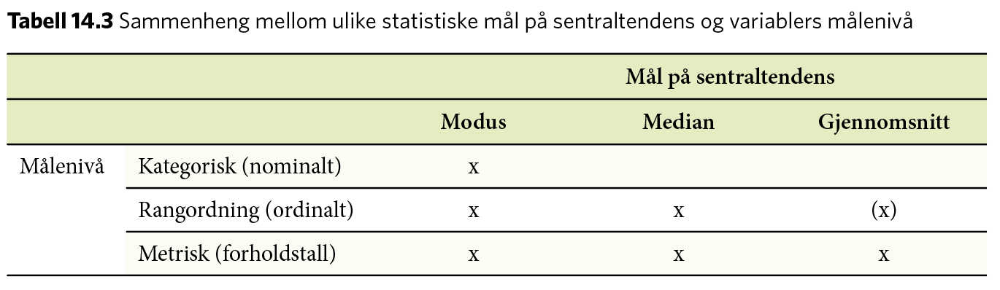 Tabell 14.3 Sammenheng mellom ulike statistiske mål på sentraltendens og variablers målenivå
Mål på sentraltendens
Modus Median Gjennomsnitt
Målenivå Kategorisk (nominalt) x
Rangordning (ordinalt) x x (x)
Metrisk (forholdstall) x x x